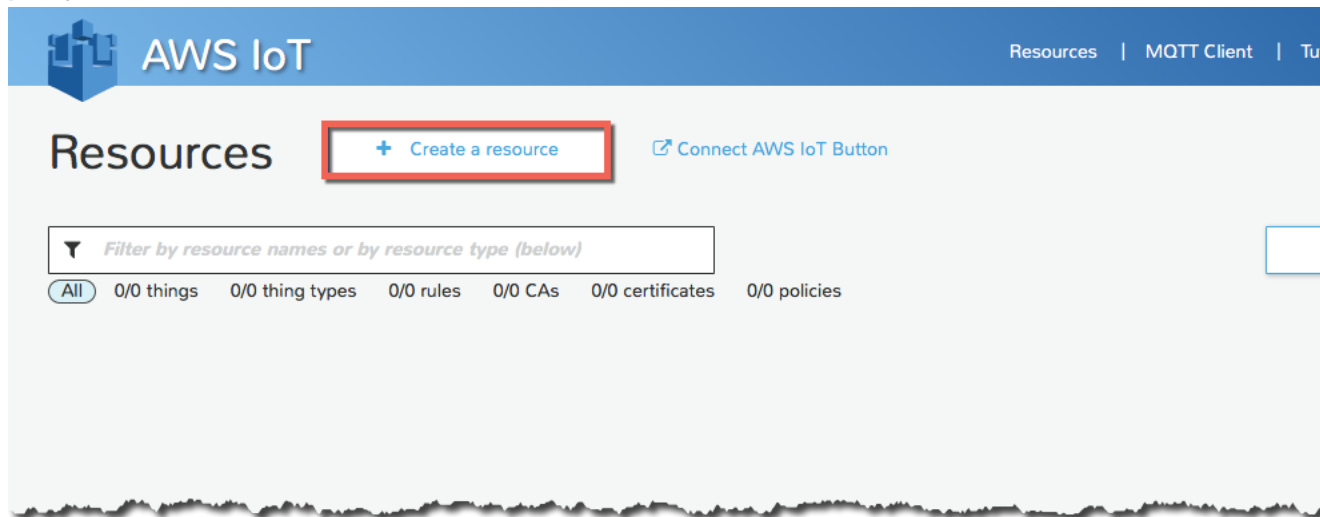 AWS IoT
Resources | MQTT Client |
Resources
+ Create a resource
Connect AWS IoT Button
Filter by resource names or by resource type (below)
All 0/0 things 0/0 thing types 0/0 rules 0/0 CAs 0/0 certificates 0/0 policies